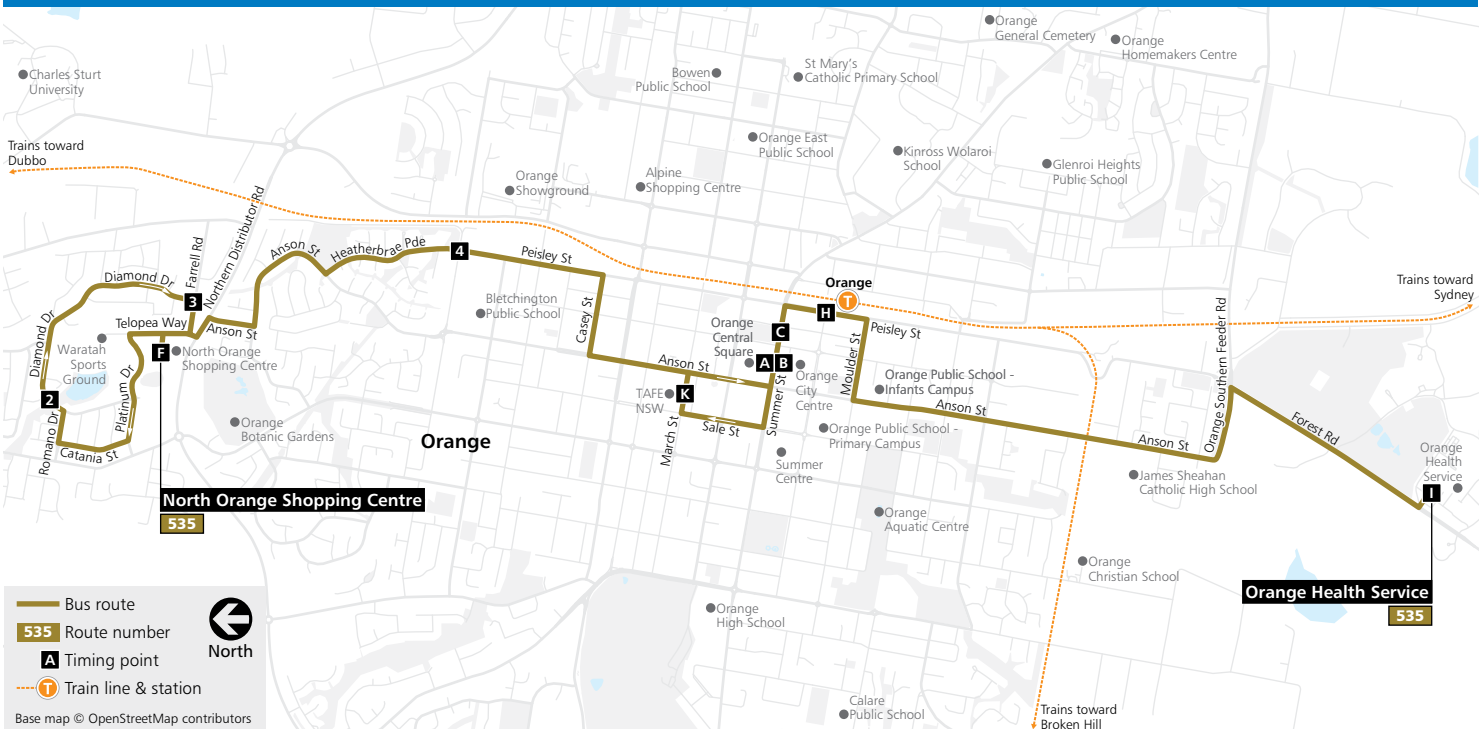 Orange
General Cemetery
Orange
Homemakers Centre
Charles Sturt
University
Bowen
Public School
St Mary's
Catholic Primary School
Trains toward
Dubbo
Orange East
Public School
Kinross Wolaroi
School
Glenroi Heights
Public School
Orange
Showground
Alpine
Shopping Centre
Northern Distributor Rd
Farrell Rd
Anson St
Heatherbrae Pde
4
Peisley St
Diamond Dr
3
Diamond Dr
Telopea Way
Anson St
Bletchington
Public School
Casey St
Orange
T
H
Peisley St
Trains toward
Sydney
Orange Southern Feeder Rd
Waratah
Sports
Ground
F
North Orange
Shopping Centre
Orange
Central
Square
C
A
B
Orange
City
Centre
Moulder St
Anson St
2
Platinum Dr
Romano Dr
Catania St
Orange
Botanic Gardens
Orange
TAFE
NSW
K
March St
Sale St
Summer St
Orange Public School -
Infants Campus
Anson St
Orange Public School -
Primary Campus
Summer
Centre
Anson St
Forest Rd
Orange
Health
Service
I
James Sheahan
Catholic High School
North Orange Shopping Centre
535
Orange
Aquatic Centre
Orange
Christian School
Orange Health Service
535
Orange
High School
Calare
Public School
Trains toward
Broken Hill
Bus route
535 Route number
A Timing point
T Train line & station
North
Base map © OpenStreetMap contributors